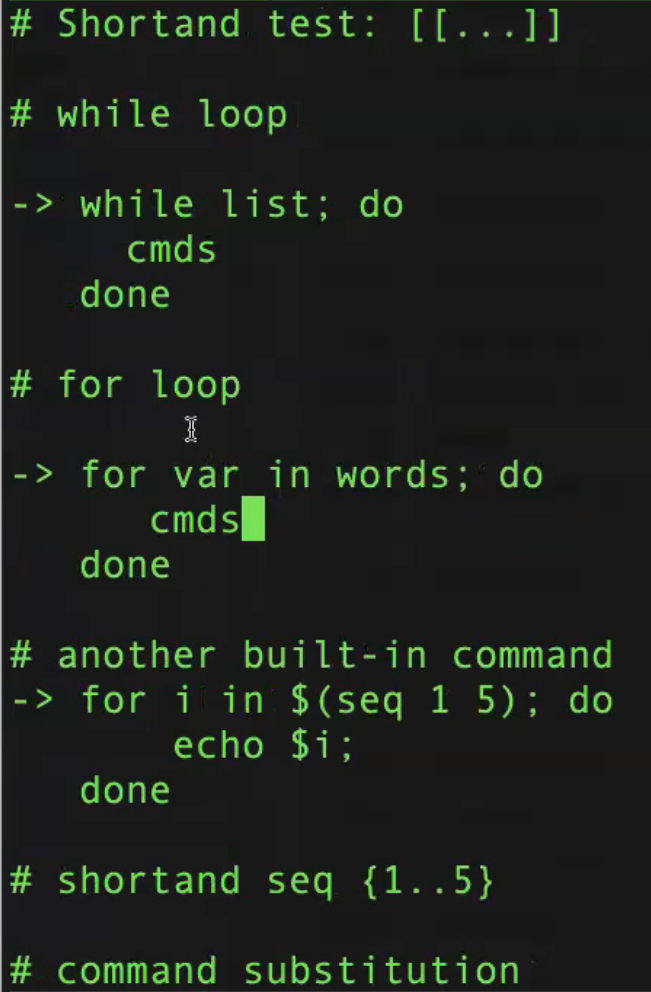 # Shortand test: [[...]]
# while loop
-> while list; do
cmds
done
# for loop
-> for var in words; do
cmds
done
# another built-in command
-> for i in $(seq 1 5); do
echo $i;
done
# shortand seq {1..5}
# command substitution